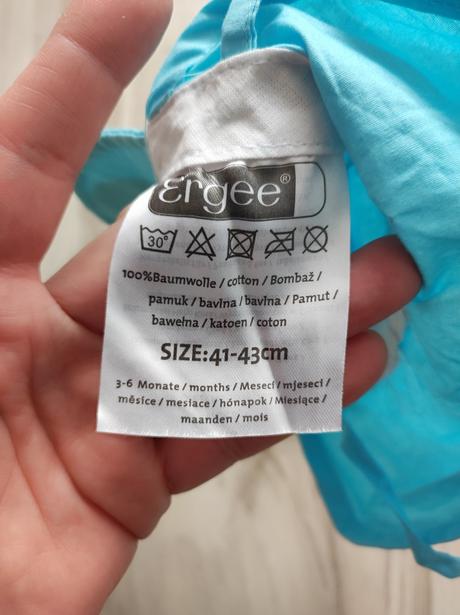 ergee®
30°
100%Baumwolle / cotton / Bombaž /
pamuk / bavlna / bavlna / Pamut /
bawełna / katoen / coton
SIZE:41-43cm
3-6 Monate / months / Meseci / mjeseci /
měsíce / mesiace / hónapok / Miesiące /
maanden / mois